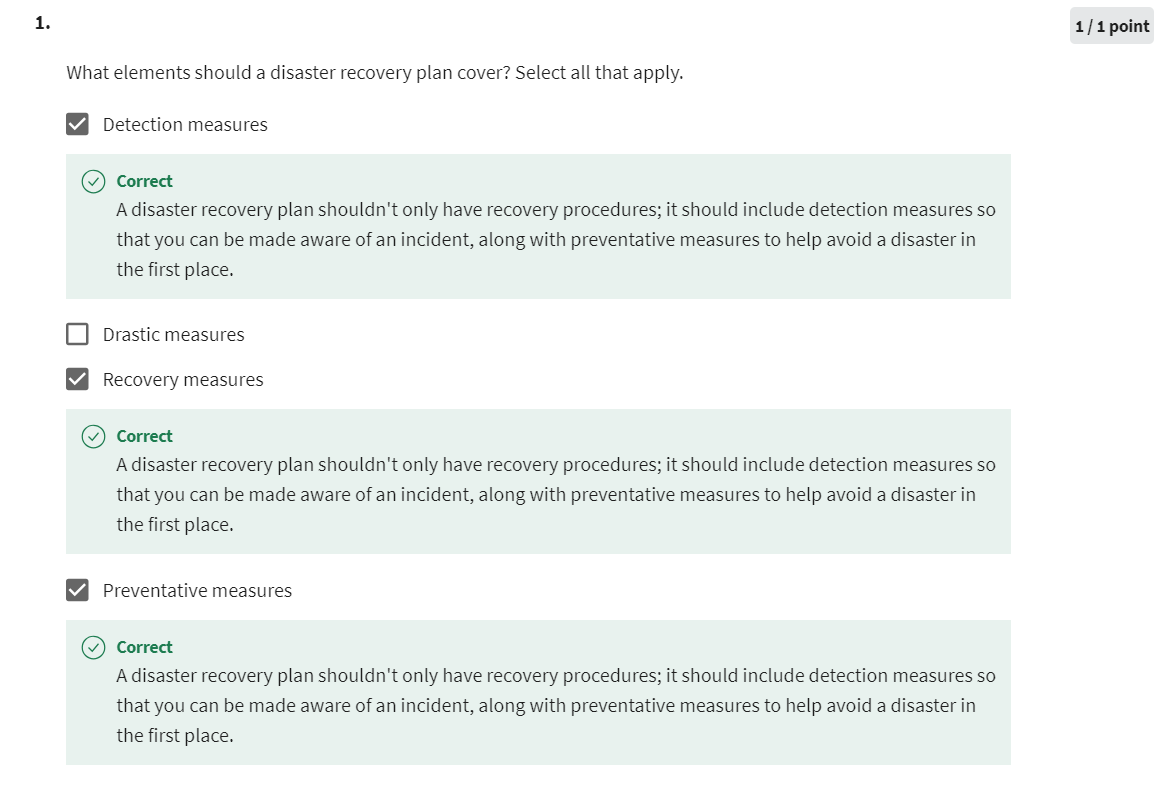 1.
1 / 1 point
What elements should a disaster recovery plan cover? Select all that apply.
Detection measures
Correct
A disaster recovery plan shouldn't only have recovery procedures; it should include detection measures so
that you can be made aware of an incident, along with preventative measures to help avoid a disaster in
the first place.
Drastic measures
Recovery measures
Correct
A disaster recovery plan shouldn't only have recovery procedures; it should include detection measures so
that you can be made aware of an incident, along with preventative measures to help avoid a disaster in
the first place.
Preventative measures
Correct
A disaster recovery plan shouldn't only have recovery procedures; it should include detection measures so
that you can be made aware of an incident, along with preventative measures to help avoid a disaster in
the first place.